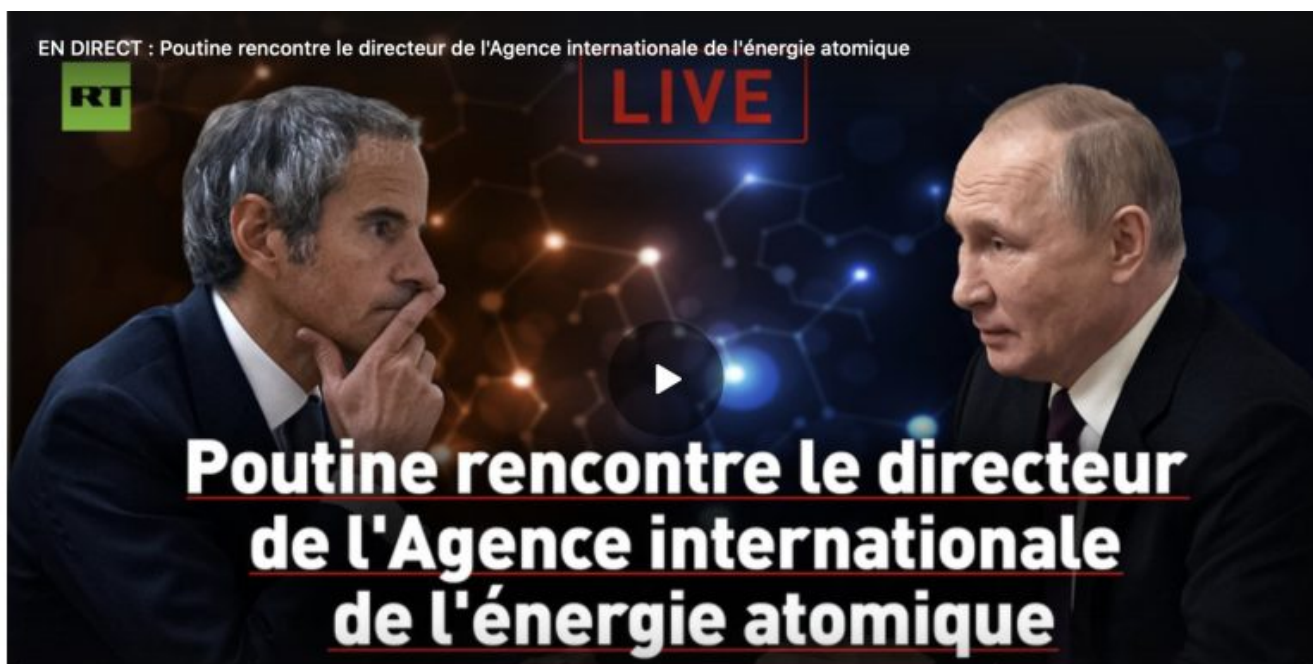 EN DIRECT : Poutine rencontre le directeur de l'Agence internationale de l'énergie atomique
RT
LIVE
Poutine rencontre le directeur
de l'Agence internationale
de l'énergie atomique